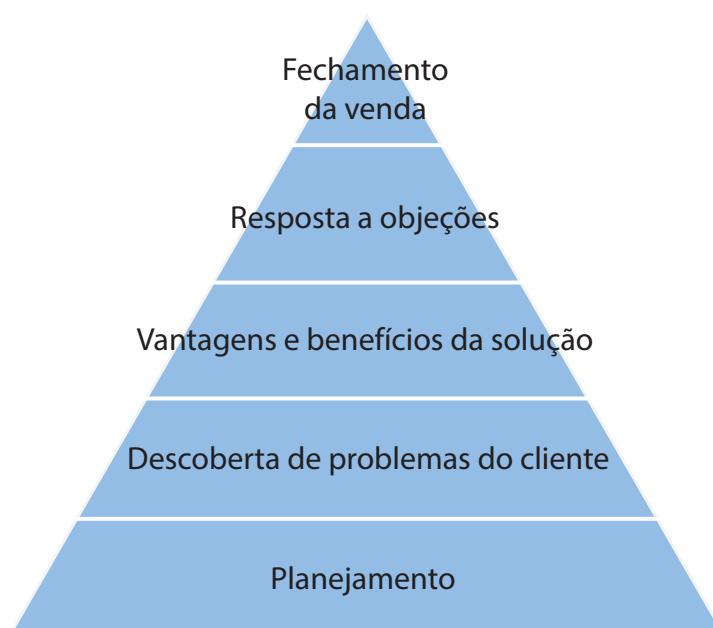 Fechamento
da venda
Resposta a objeções
Vantagens e benefícios da solução
Descoberta de problemas do cliente
Planejamento